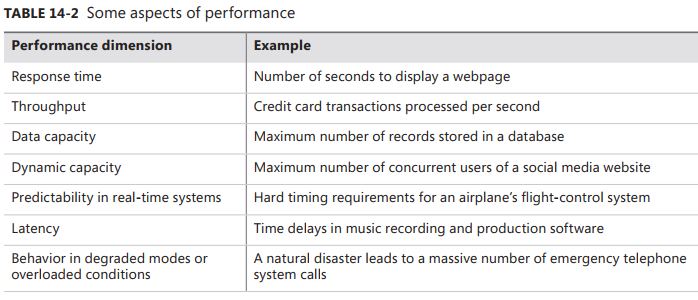 TABLE 14-2 Some aspects of performance
Performance dimension Example
Response time Number of seconds to display a webpage
Throughput Credit card transactions processed per second
Data capacity Maximum number of records stored in a database
Dynamic capacity Maximum number of concurrent users of a social media website
Predictability in real-time systems Hard timing requirements for an airplane’s flight-control system
Latency Time delays in music recording and production software
Behavior in degraded modes or A natural disaster leads to a massive number of emergency telephone
overloaded conditions system calls